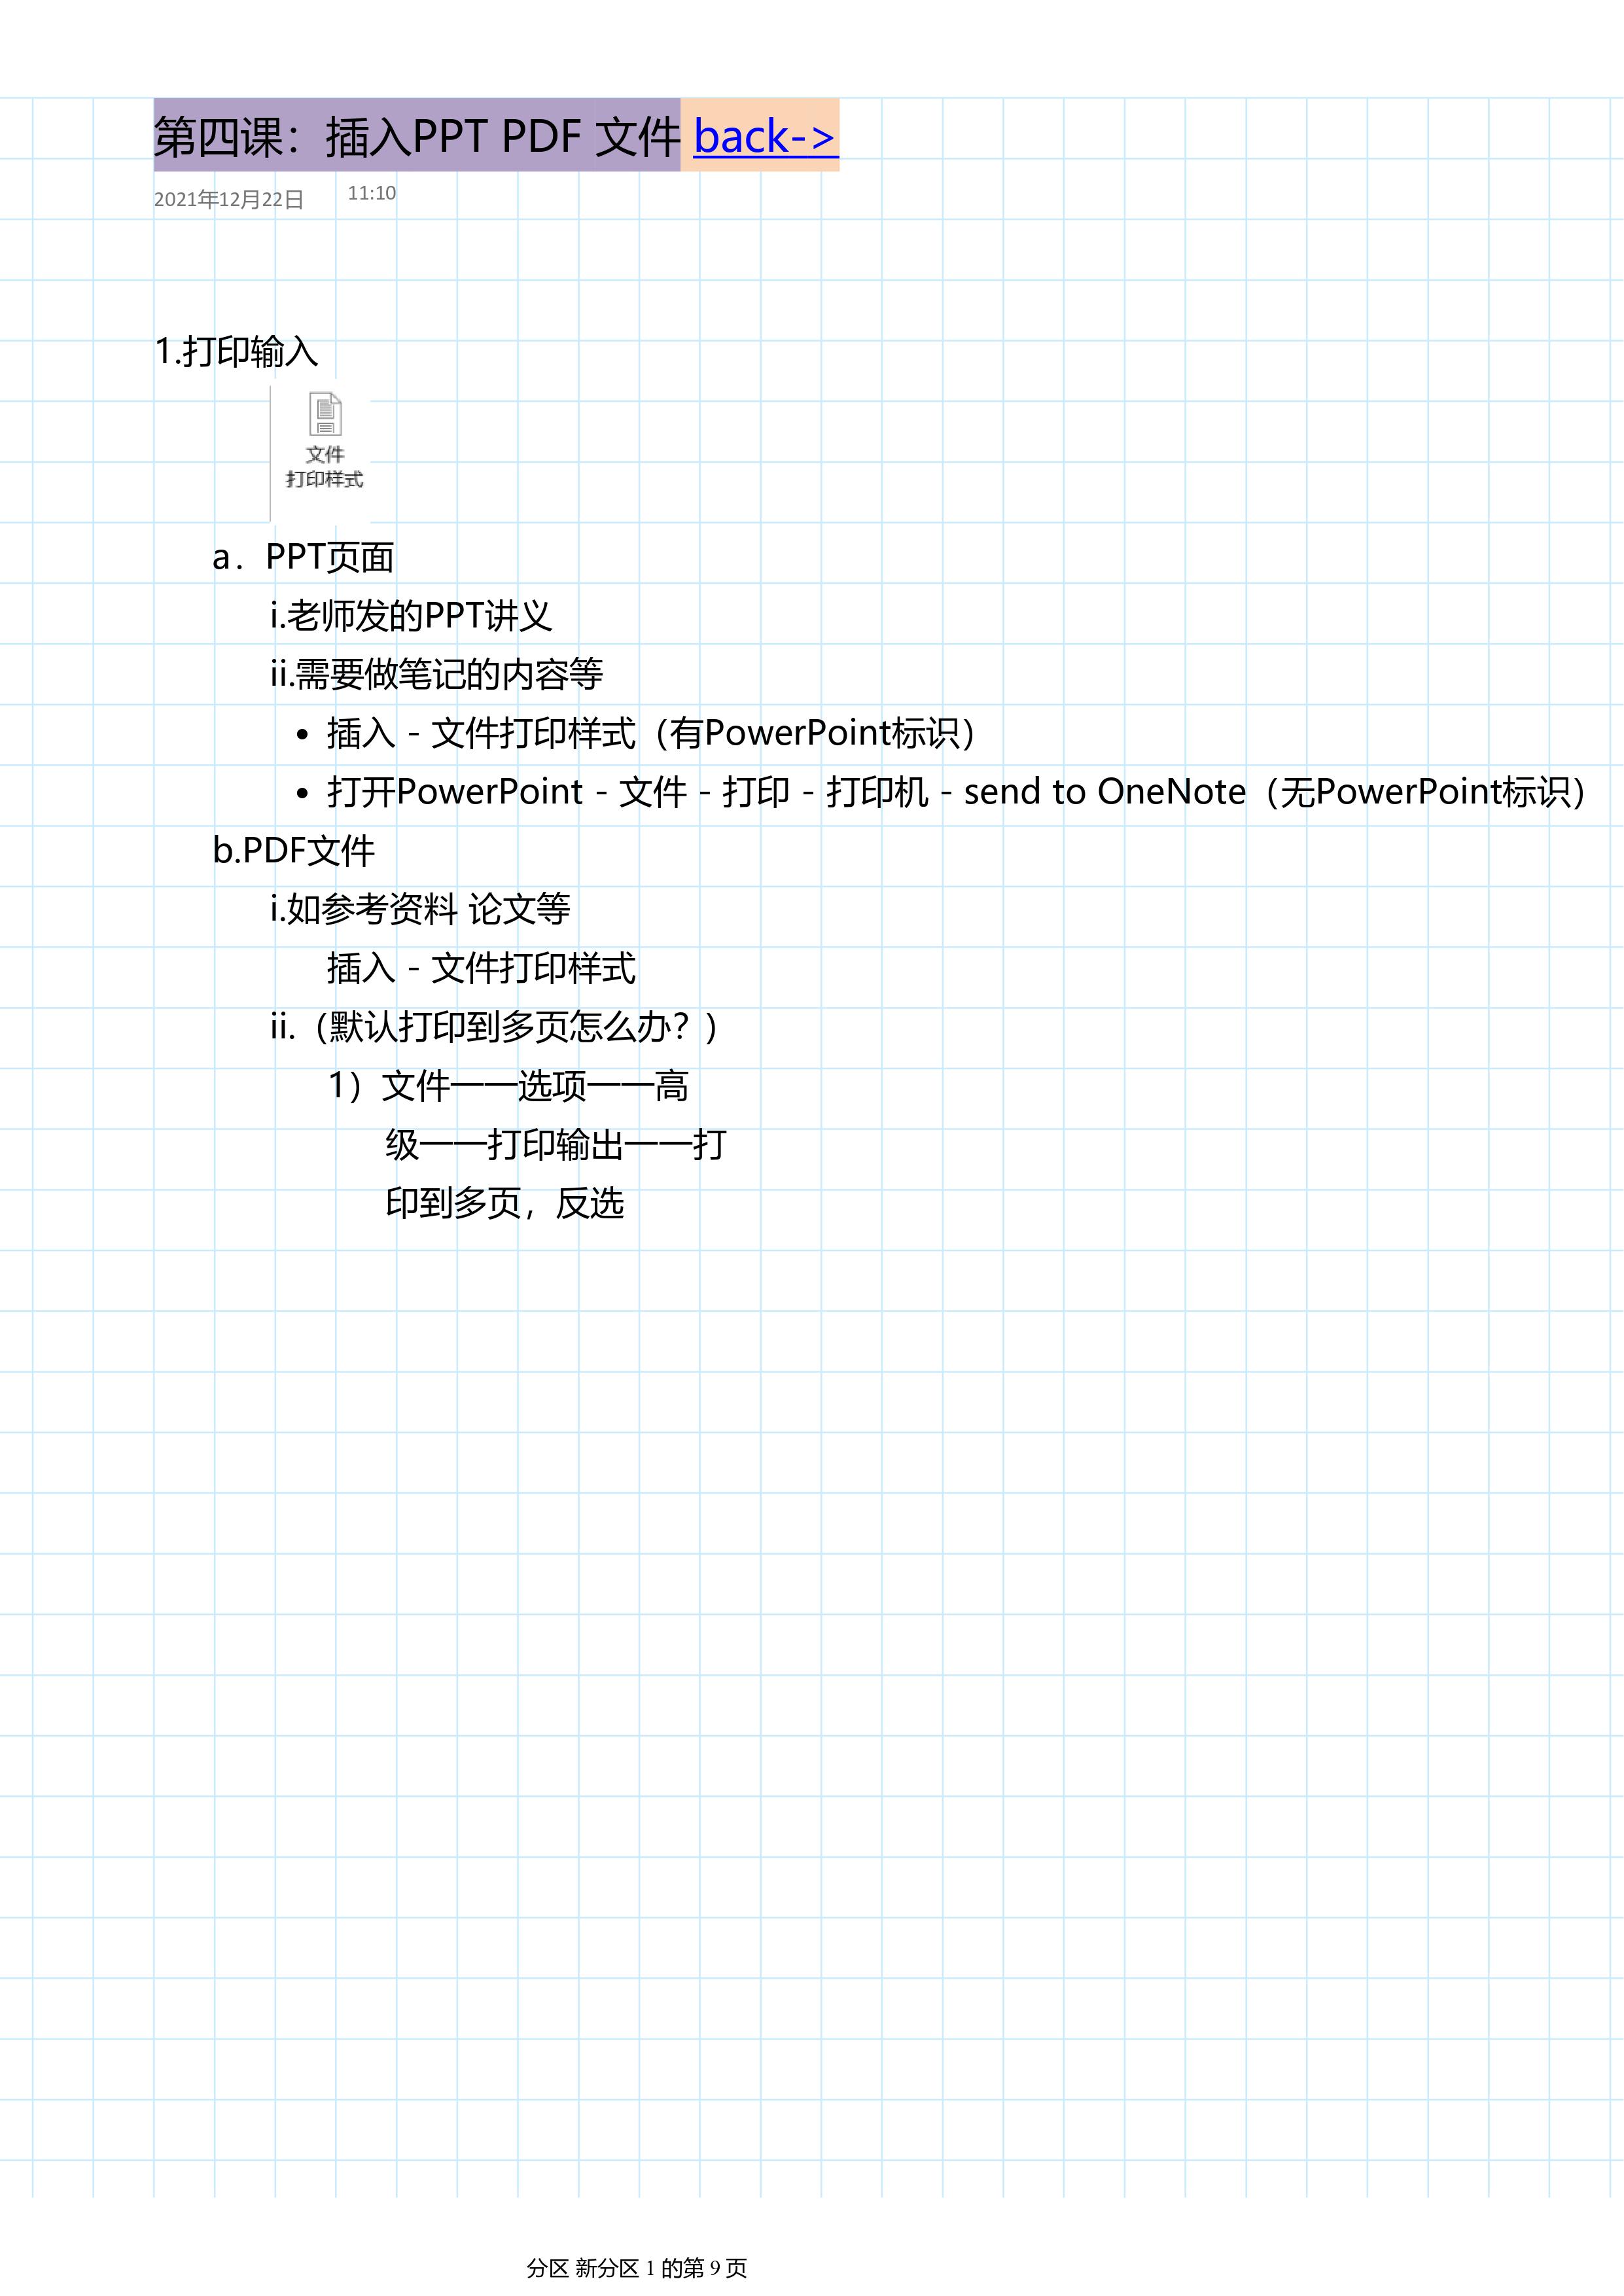 第四课：插入PPT PDF 文件 back->
2021年12月22日 11:10
1.打印输入
文件
打印样式
a. PPT页面
i.老师发的PPT讲义
ii.需要做笔记的内容等
• 插入 - 文件打印样式（有PowerPoint标识）
• 打开PowerPoint - 文件 - 打印 - 打印机 - send to OneNote（无PowerPoint标识）
b.PDF文件
i.如参考资料 论文等
插入 - 文件打印样式
ii.（默认打印到多页怎么办？）
1）文件——选项——高
级——打印输出——打
印到多页，反选
分区 新分区 1 的第 9 页